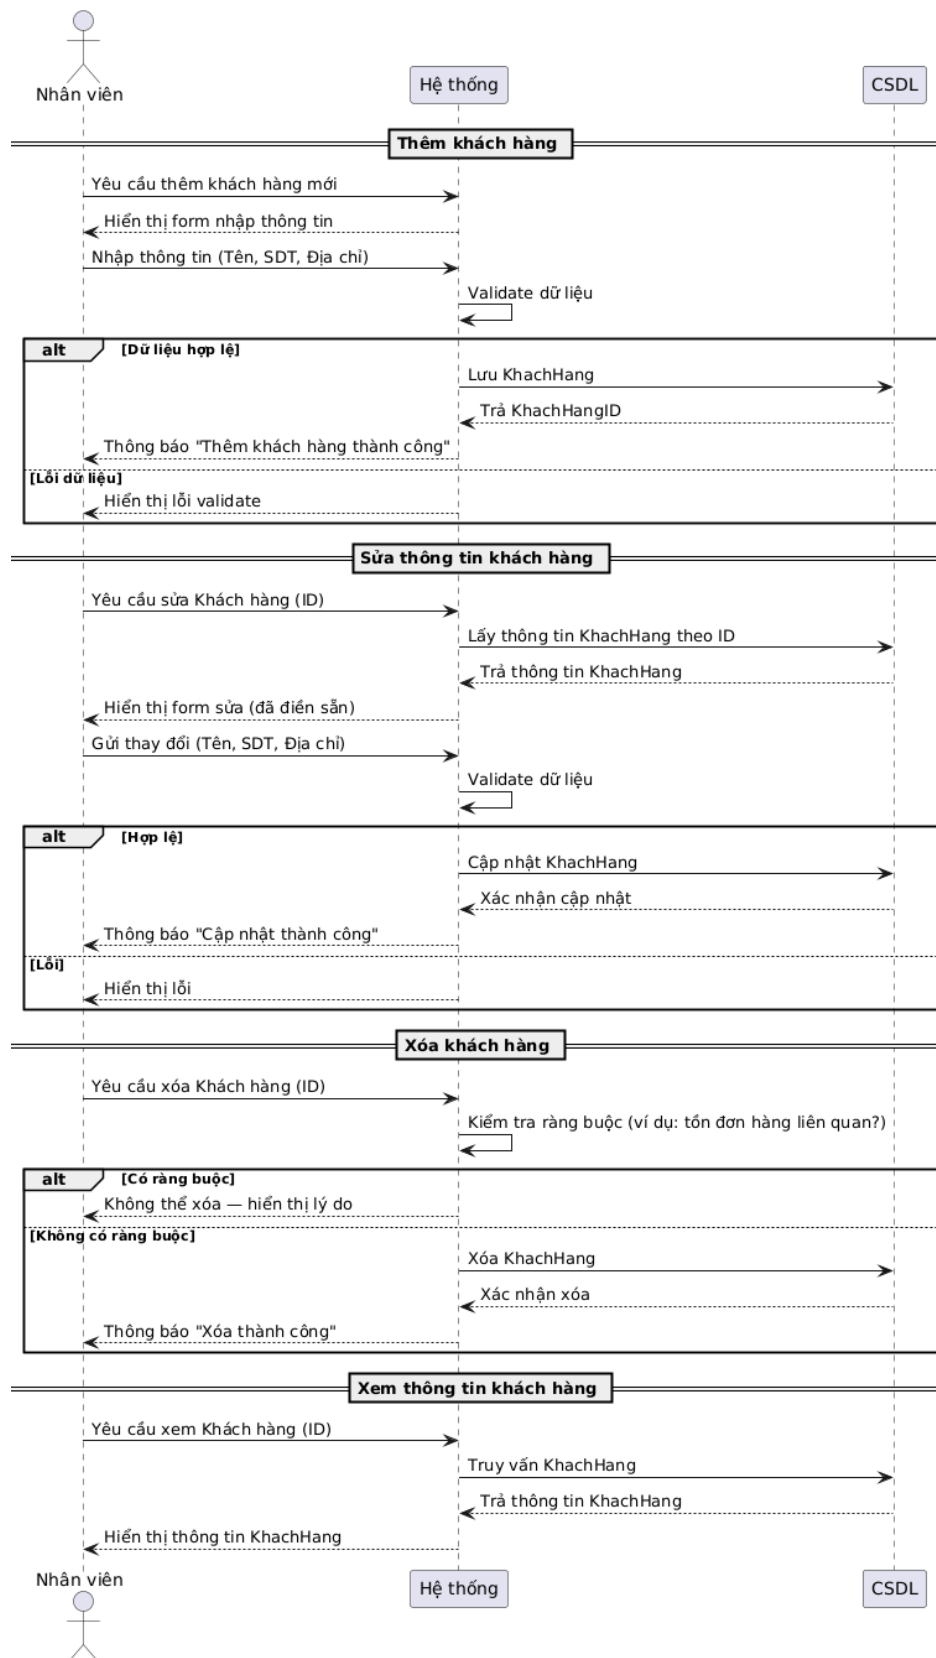 Nhân viên
Hệ thống
CSDL
Thêm khách hàng
Yêu cầu thêm khách hàng mới
Hiển thị form nhập thông tin
Nhập thông tin (Tên, SDT, Địa chỉ)
Validate dữ liệu
alt
[Dữ liệu hợp lệ]
Lưu KhachHang
Trả KhachHangID
Thông báo "Thêm khách hàng thành công"
[Lỗi dữ liệu]
Hiển thị lỗi validate
Sửa thông tin khách hàng
Yêu cầu sửa Khách hàng (ID)
Lấy thông tin KhachHang theo ID
Trả thông tin KhachHang
Hiển thị form sửa (đã điền sẵn)
Gửi thay đổi (Tên, SDT, Địa chỉ)
Validate dữ liệu
alt
[Hợp lệ]
Cập nhật KhachHang
Xác nhận cập nhật
Thông báo "Cập nhật thành công"
[Lỗi]
Hiển thị lỗi
Xóa khách hàng
Yêu cầu xóa Khách hàng (ID)
Kiểm tra ràng buộc (ví dụ: tồn đơn hàng liên quan?)
alt
[Có ràng buộc]
Không thể xóa — hiển thị lý do
[Không có ràng buộc]
Xóa KhachHang
Xác nhận xóa
Thông báo "Xóa thành công"
Xem thông tin khách hàng
Yêu cầu xem Khách hàng (ID)
Truy vấn KhachHang
Trả thông tin KhachHang
Hiển thị thông tin KhachHang
Nhân viên
Hệ thống
CSDL